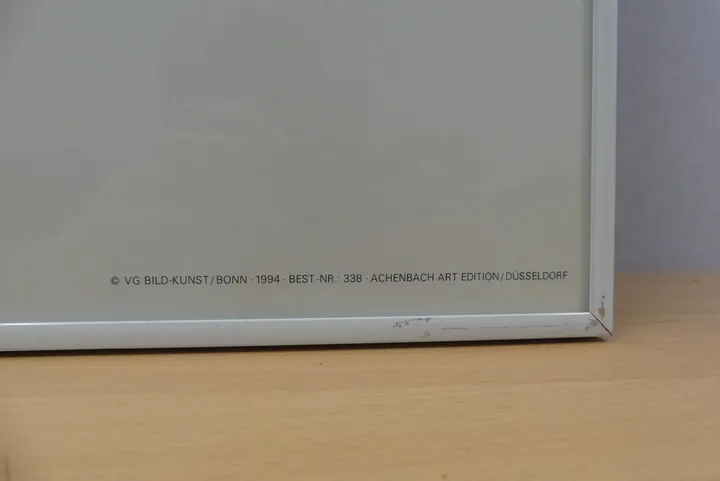 © VG BILD-KUNST/BONN · 1994 · BEST.-NR.: 338 · ACHENBACH ART EDITION/DÜSSELDORF